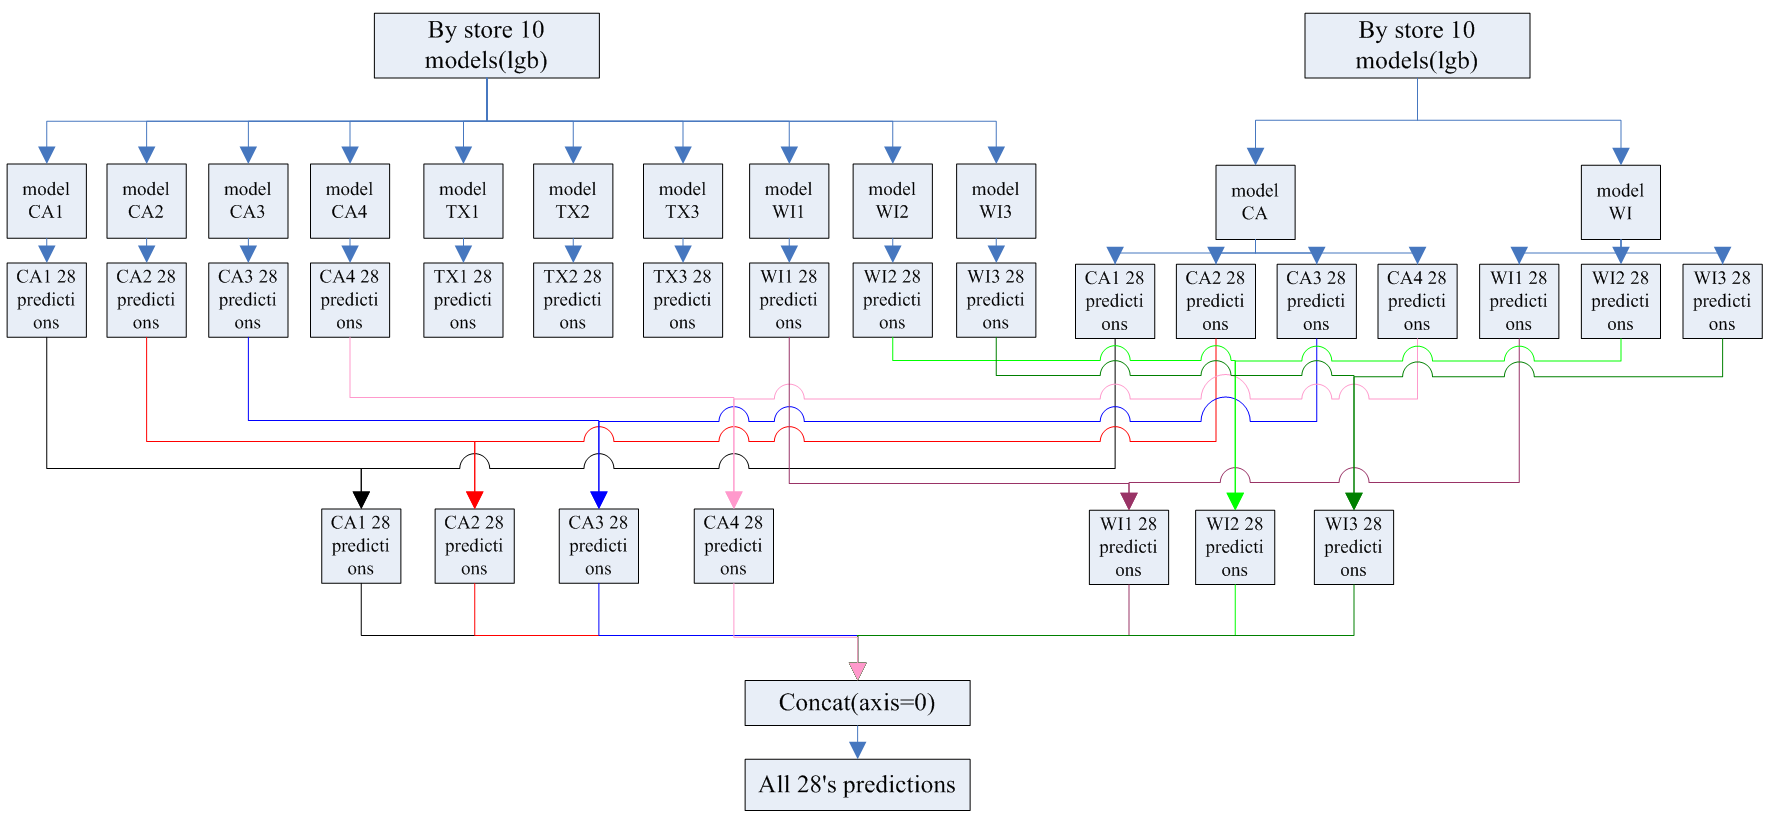 By store 10
models(lgb)
By store 10
models(lgb)
model
CA1
model
CA2
model
CA3
model
CA4
model
TX1
model
TX2
model
TX3
model
WI1
model
WI2
model
WI3
model
CA
model
WI
CA1 28
predicti
ons
CA2 28
predicti
ons
CA3 28
predicti
ons
CA4 28
predicti
ons
TX1 28
predicti
ons
TX2 28
predicti
ons
TX3 28
predicti
ons
WI1 28
predicti
ons
WI2 28
predicti
ons
WI3 28
predicti
ons
CA1 28
predicti
ons
CA2 28
predicti
ons
CA3 28
predicti
ons
CA4 28
predicti
ons
WI1 28
predicti
ons
WI2 28
predicti
ons
WI3 28
predicti
ons
CA1 28
predicti
ons
CA2 28
predicti
ons
CA3 28
predicti
ons
CA4 28
predicti
ons
WI1 28
predicti
ons
WI2 28
predicti
ons
WI3 28
predicti
ons
Concat(axis=0)
All 28's predictions